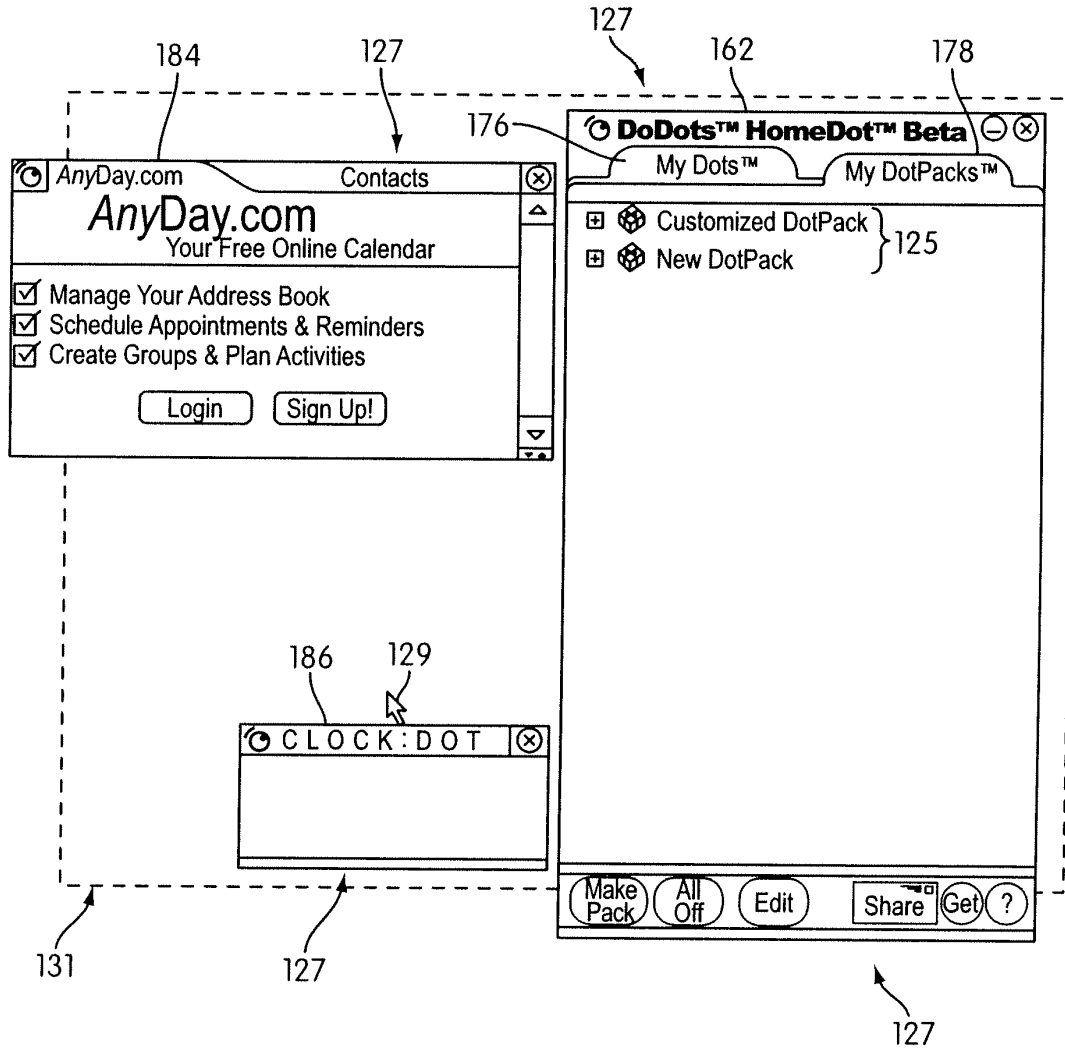 127
184
127
162
178
176
DoDots™ HomeDot™ Beta
My Dots™
My DotPacks™
AnyDay.com
Contacts
AnyDay.com
Your Free Online Calendar
Manage Your Address Book
Schedule Appointments & Reminders
Create Groups & Plan Activities
Login
Sign Up!
Customized DotPack
New DotPack
125
186
129
CLOCK:DOT
Make Pack
All Off
Edit
Share
Get
?
131
127
127